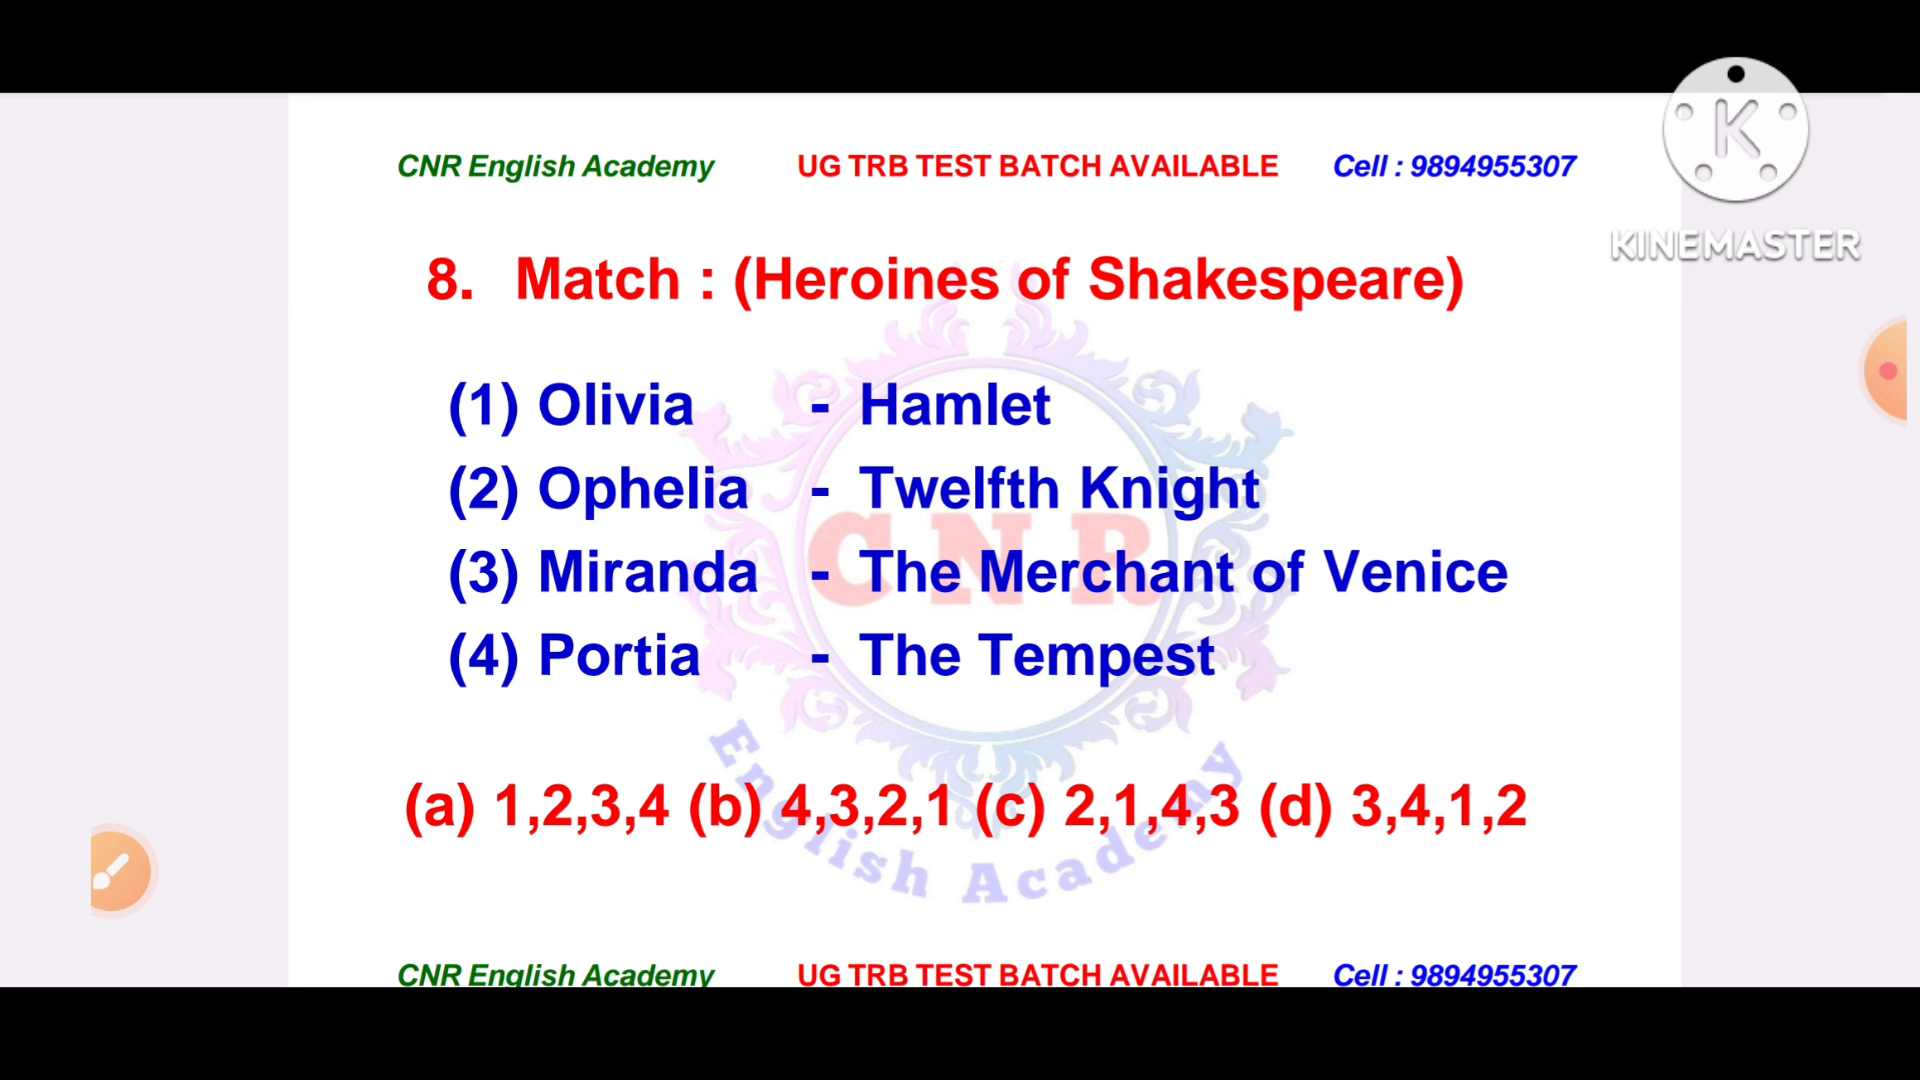 CNR English Academy UG TRB TEST BATCH AVAILABLE Cell : 9894955307
K
KINEMASTER
8. Match : (Heroines of Shakespeare)
(1) Olivia - Hamlet
(2) Ophelia - Twelfth Knight
(3) Miranda - The Merchant of Venice
(4) Portia - The Tempest
CNR
English Academy
(a) 1,2,3,4 (b) 4,3,2,1 (c) 2,1,4,3 (d) 3,4,1,2
CNR English Academy UG TRB TEST BATCH AVAILABLE Cell : 9894955307